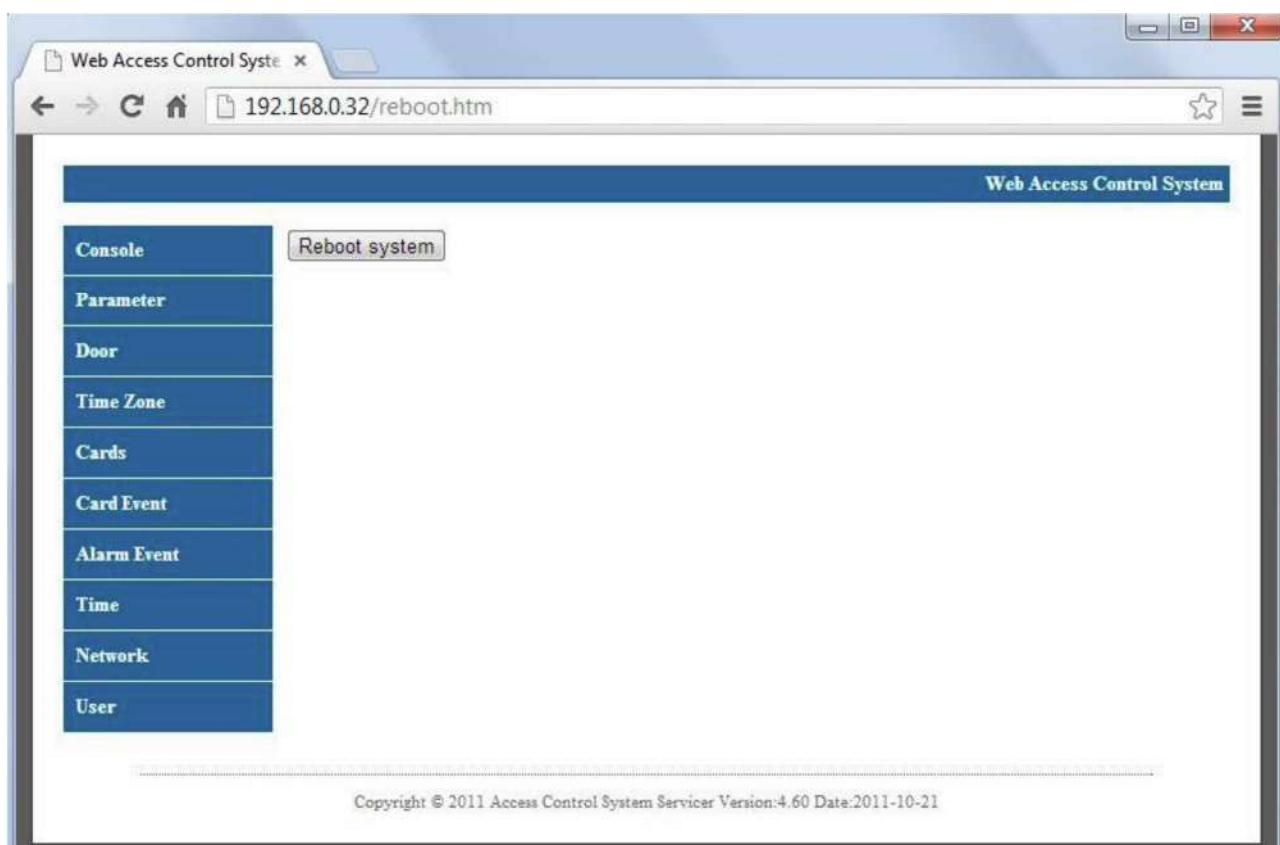 Web Access Control Syste
192.168.0.32/reboot.htm
Web Access Control System
Console
Reboot system
Parameter
Door
Time Zone
Cards
Card Event
Alarm Event
Time
Network
User
Copyright © 2011 Access Control System Servicer Version:4.60 Date:2011-10-21